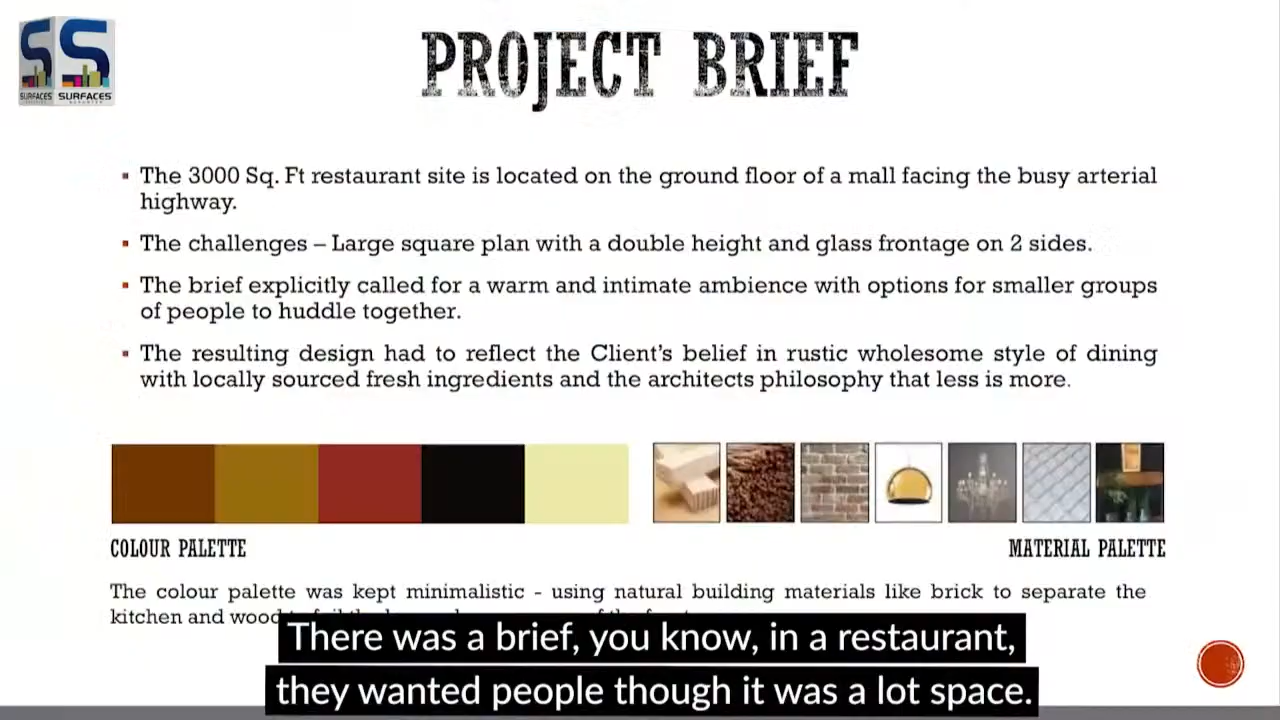 SURFACES SURFACES
REPORTER
PROJECT BRIEF
▪ The 3000 Sq. Ft restaurant site is located on the ground floor of a mall facing the busy arterial
highway.
▪ The challenges – Large square plan with a double height and glass frontage on 2 sides.
▪ The brief explicitly called for a warm and intimate ambience with options for smaller groups
of people to huddle together.
▪ The resulting design had to reflect the Client's belief in rustic wholesome style of dining
with locally sourced fresh ingredients and the architects philosophy that less is more.
COLOUR PALETTE
MATERIAL PALETTE
The colour palette was kept minimalistic - using natural building materials like brick to separate the
kitchen and wood
There was a brief, you know, in a restaurant,
they wanted people though it was a lot space.